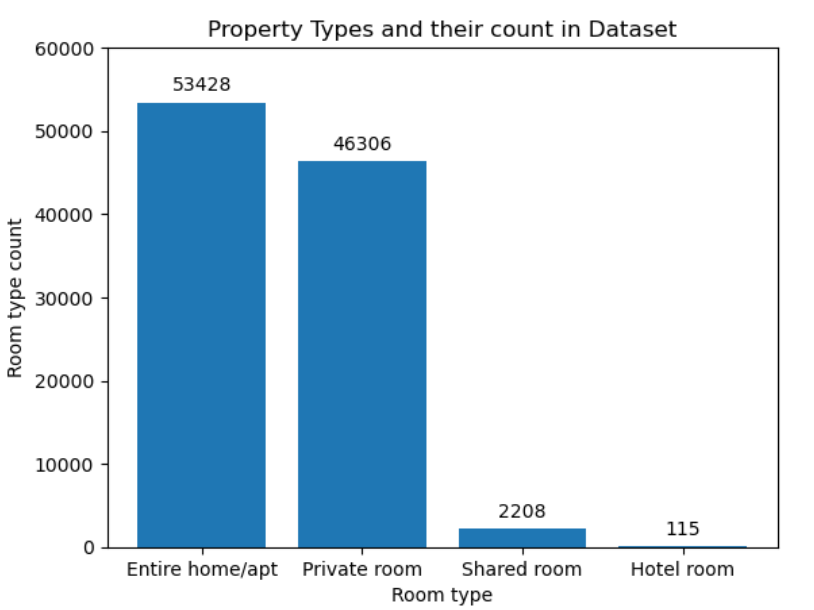 Property Types and their count in Dataset
60000
50000
40000
30000
20000
10000
0
Room type count
53428
46306
2208
115
Entire home/apt Private room Shared room Hotel room
Room type